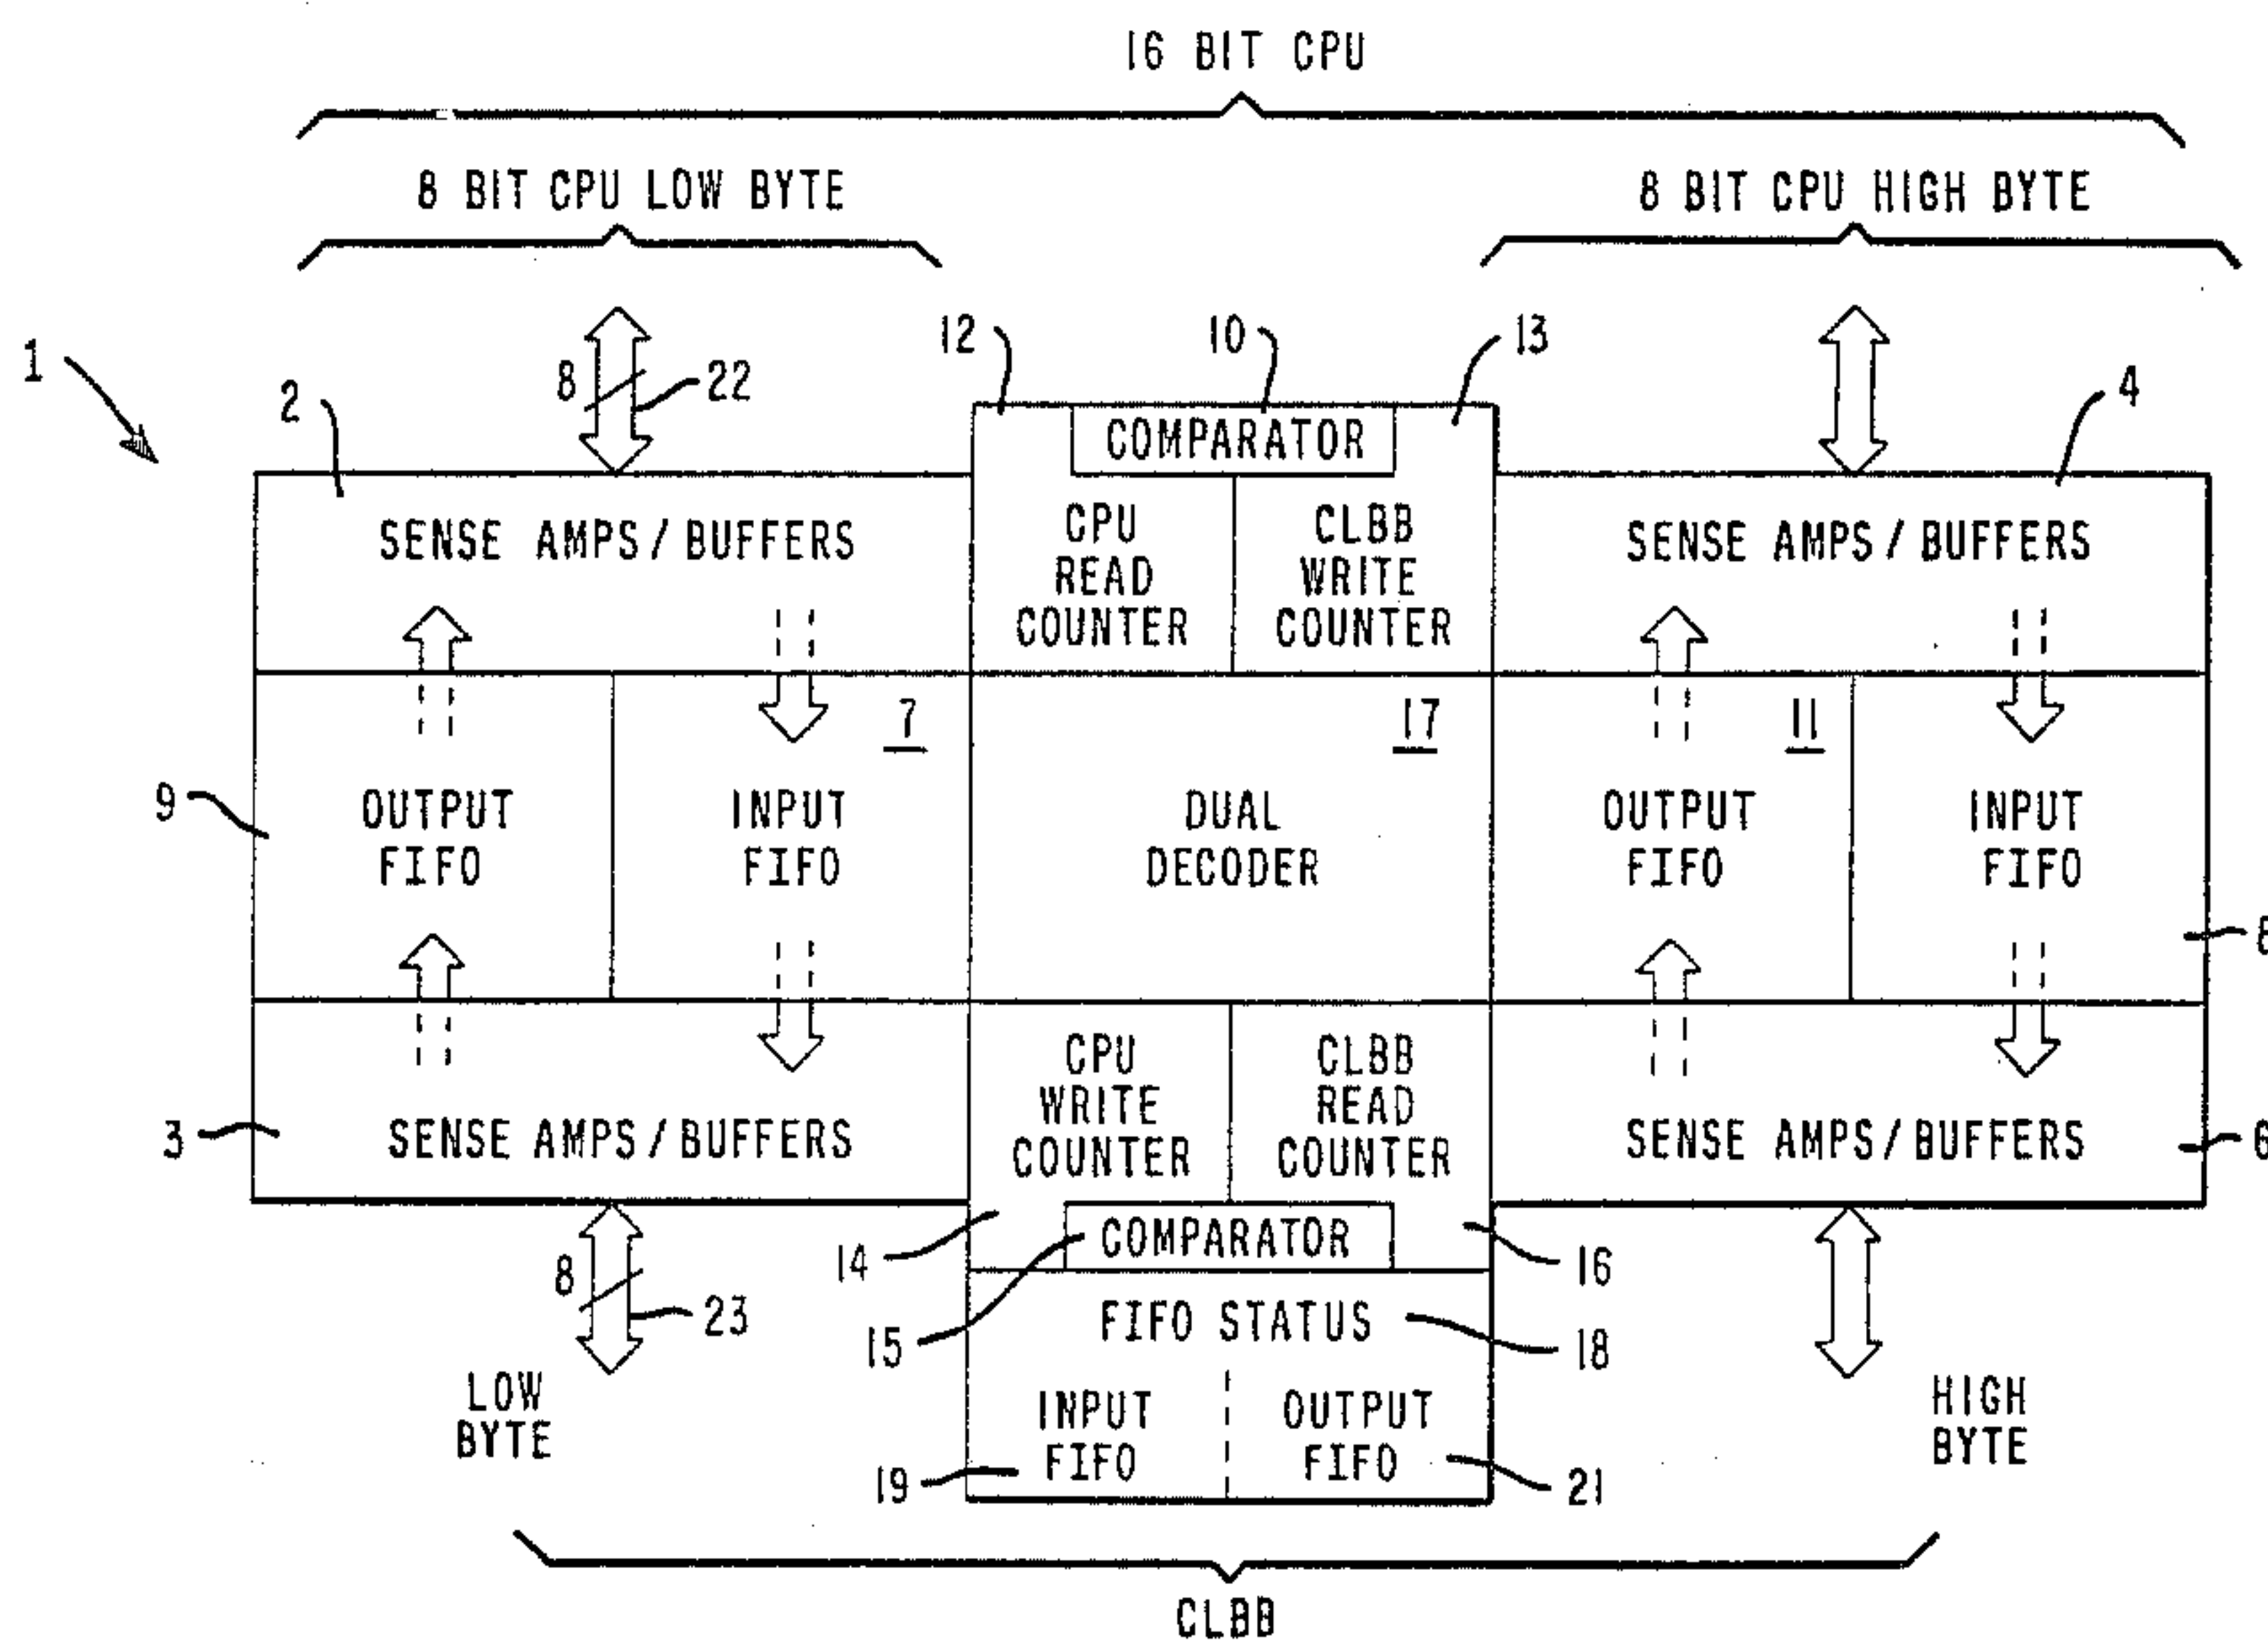 16 BIT CPU
8 BIT CPU LOW BYTE
8 BIT CPU HIGH BYTE
1
2
8
22
12
10
13
4
COMPARATOR
SENSE AMPS / BUFFERS
CPU
READ
COUNTER
CLBB
WRITE
COUNTER
SENSE AMPS / BUFFERS
9
OUTPUT
FIFO
7
INPUT
FIFO
17
DUAL
DECODER
11
OUTPUT
FIFO
INPUT
FIFO
8
3
SENSE AMPS / BUFFERS
CPU
WRITE
COUNTER
CLBB
READ
COUNTER
SENSE AMPS / BUFFERS
6
14
COMPARATOR
16
8
23
15
FIFO STATUS
18
LOW
BYTE
INPUT
FIFO
OUTPUT
FIFO
19
21
HIGH
BYTE
CLBB